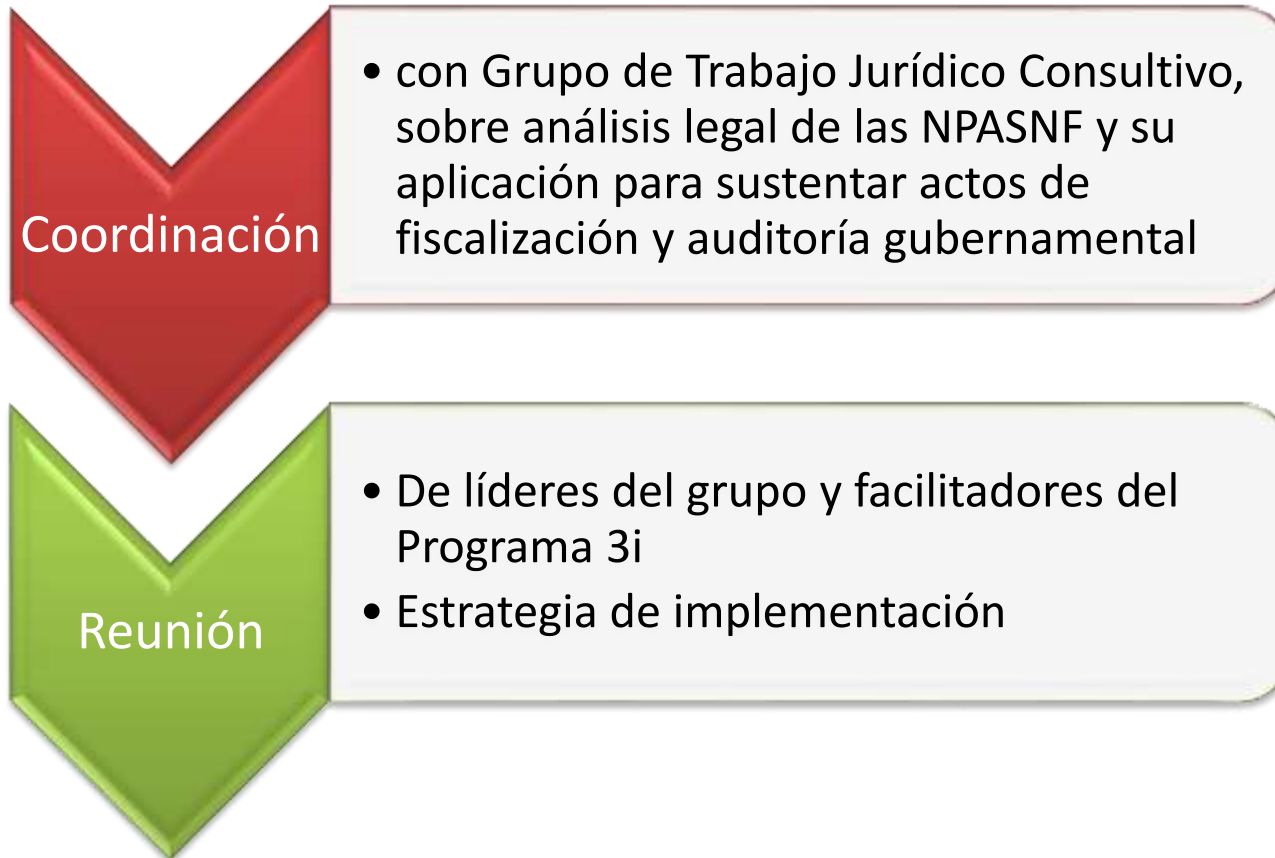 Coordinación
• con Grupo de Trabajo Jurídico Consultivo,
sobre análisis legal de las NPASNF y su
aplicación para sustentar actos de
fiscalización y auditoría gubernamental
Reunión
• De líderes del grupo y facilitadores del
Programa 3i
• Estrategia de implementación